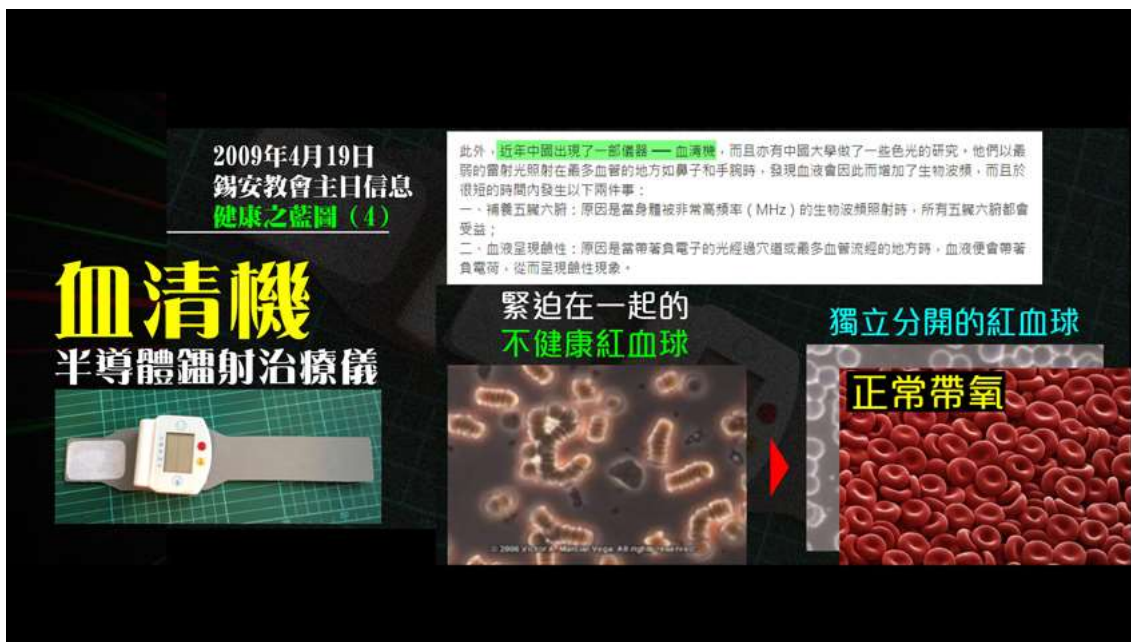 2009年4月19日
錫安教會主日信息
健康之藍圖（4）
血清機
半導體鐳射治療儀
此外，近年中國出現了一部儀器 — 血清機，而且亦有中國大學做了一些色光的研究。他們以最
弱的雷射光照射在最多血管的地方如鼻子和手腕時，發現血液會因此而增加了生物波頻，而且於
很短的時間內發生以下兩件事：
一、補養五臟六腑：原因是當身體被非常高頻率（MHz）的生物波頻照射時，所有五臟六腑都會
受益；
二、血液呈現鹼性：原因是當帶著負電子的光經過穴道或最多血管流經的地方時，血液便會帶著
負電荷，從而呈現鹼性現象。
緊迫在一起的
不健康紅血球
© 2006 Victor A. Marcial Vega. All rights reserved
獨立分開的紅血球
正常帶氧